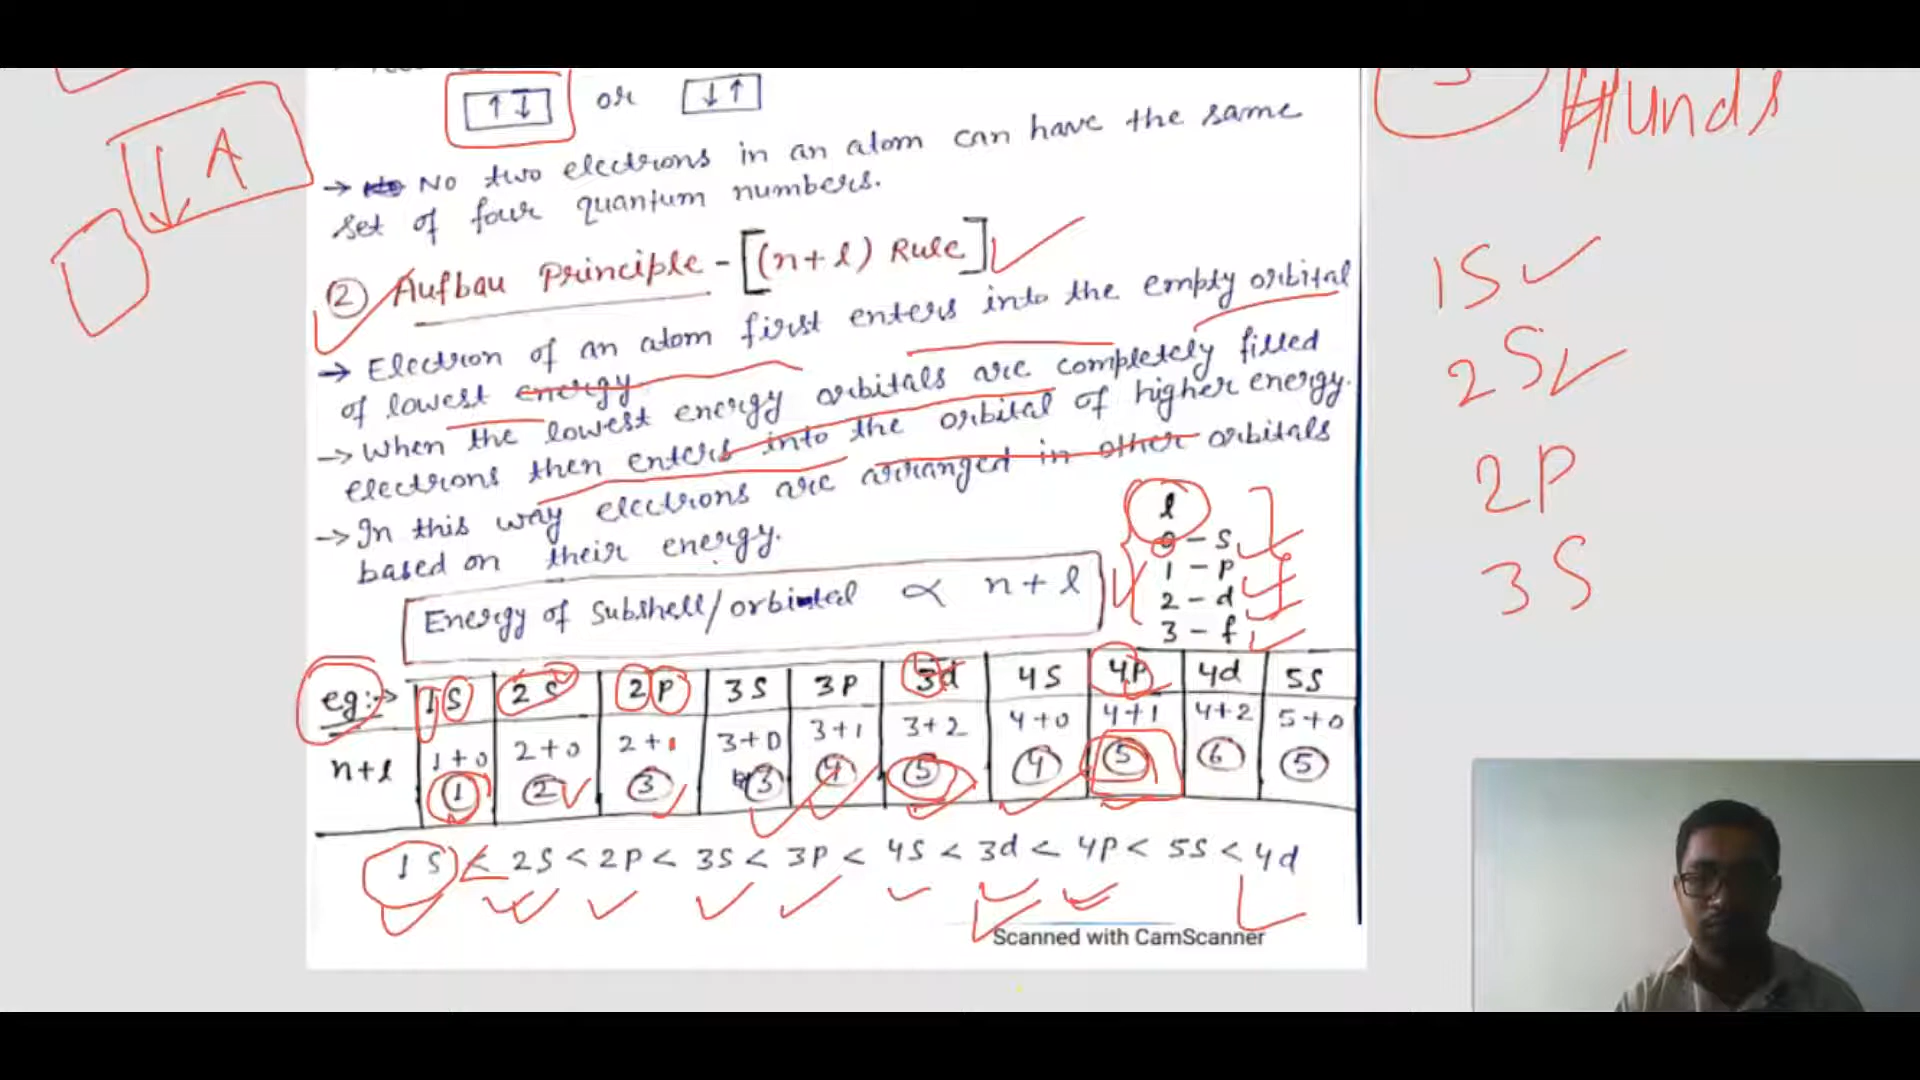 ↑↓ or ↓↑
→ No two electrons in an atom can have the same
set of four quantum numbers.
② Aufbau Principle - [(n+l) Rule]
→ Electron of an atom first enters into the empty orbital
of lowest energy
→ When the lowest energy orbitals are completely filled
electrons then enters into the orbital of higher energy.
→ In this way electrons are arranged in other orbitals
based on their energy.
Energy of Subshell/orbital ∝ n+l
l
0 - s
1 - p
2 - d
3 - f
eg:-> 1S 2S 2P 3S 3P 3d 4S 4P 4d 5S
n+l 1+0 2+0 2+1 3+0 3+1 3+2 4+0 4+1 4+2 5+0
① ② ③ ③ ④ ⑤ ④ ⑤ ⑥ ⑤
1S < 2S < 2P < 3S < 3P < 4S < 3d < 4P < 5S < 4d
Scanned with CamScanner
Hunds
1S
2S
2P
3S